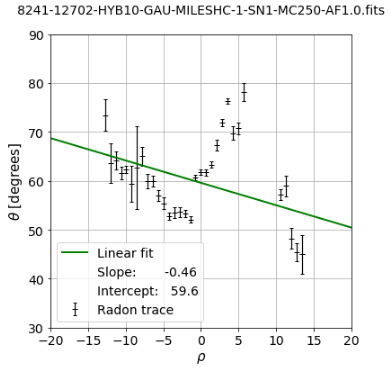 8241-12702-HYB10-GAU-MILESHC-1-SN1-MC250-AF1.0.fits
90
80
70
60
50
40
30
θ [degrees]
Linear fit
Slope: -0.46
Intercept: 59.6
Radon trace
−20 −15 −10 −5 0 5 10 15 20
ρ